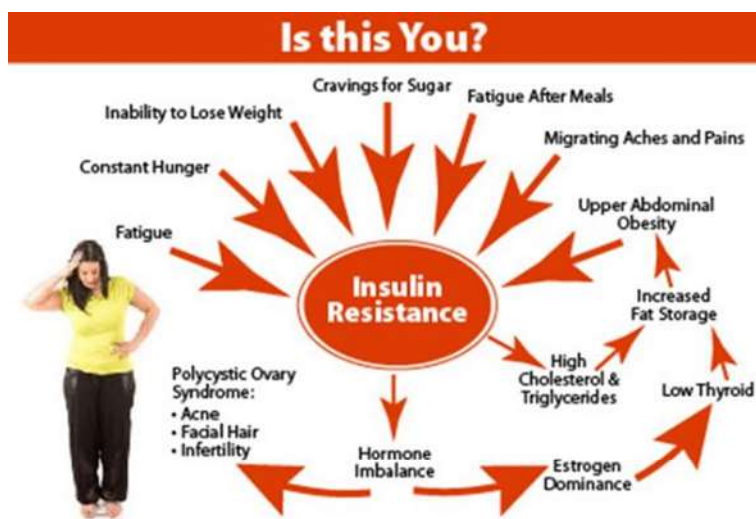 Is this You?
Cravings for Sugar
Fatigue After Meals
Inability to Lose Weight
Migrating Aches and Pains
Constant Hunger
Upper Abdominal
Obesity
Fatigue
Insulin
Resistance
Increased
Fat Storage
High
Cholesterol &
Triglycerides
Low Thyroid
Polycystic Ovary
Syndrome:
• Acne
• Facial Hair
• Infertility
Hormone
Imbalance
Estrogen
Dominance